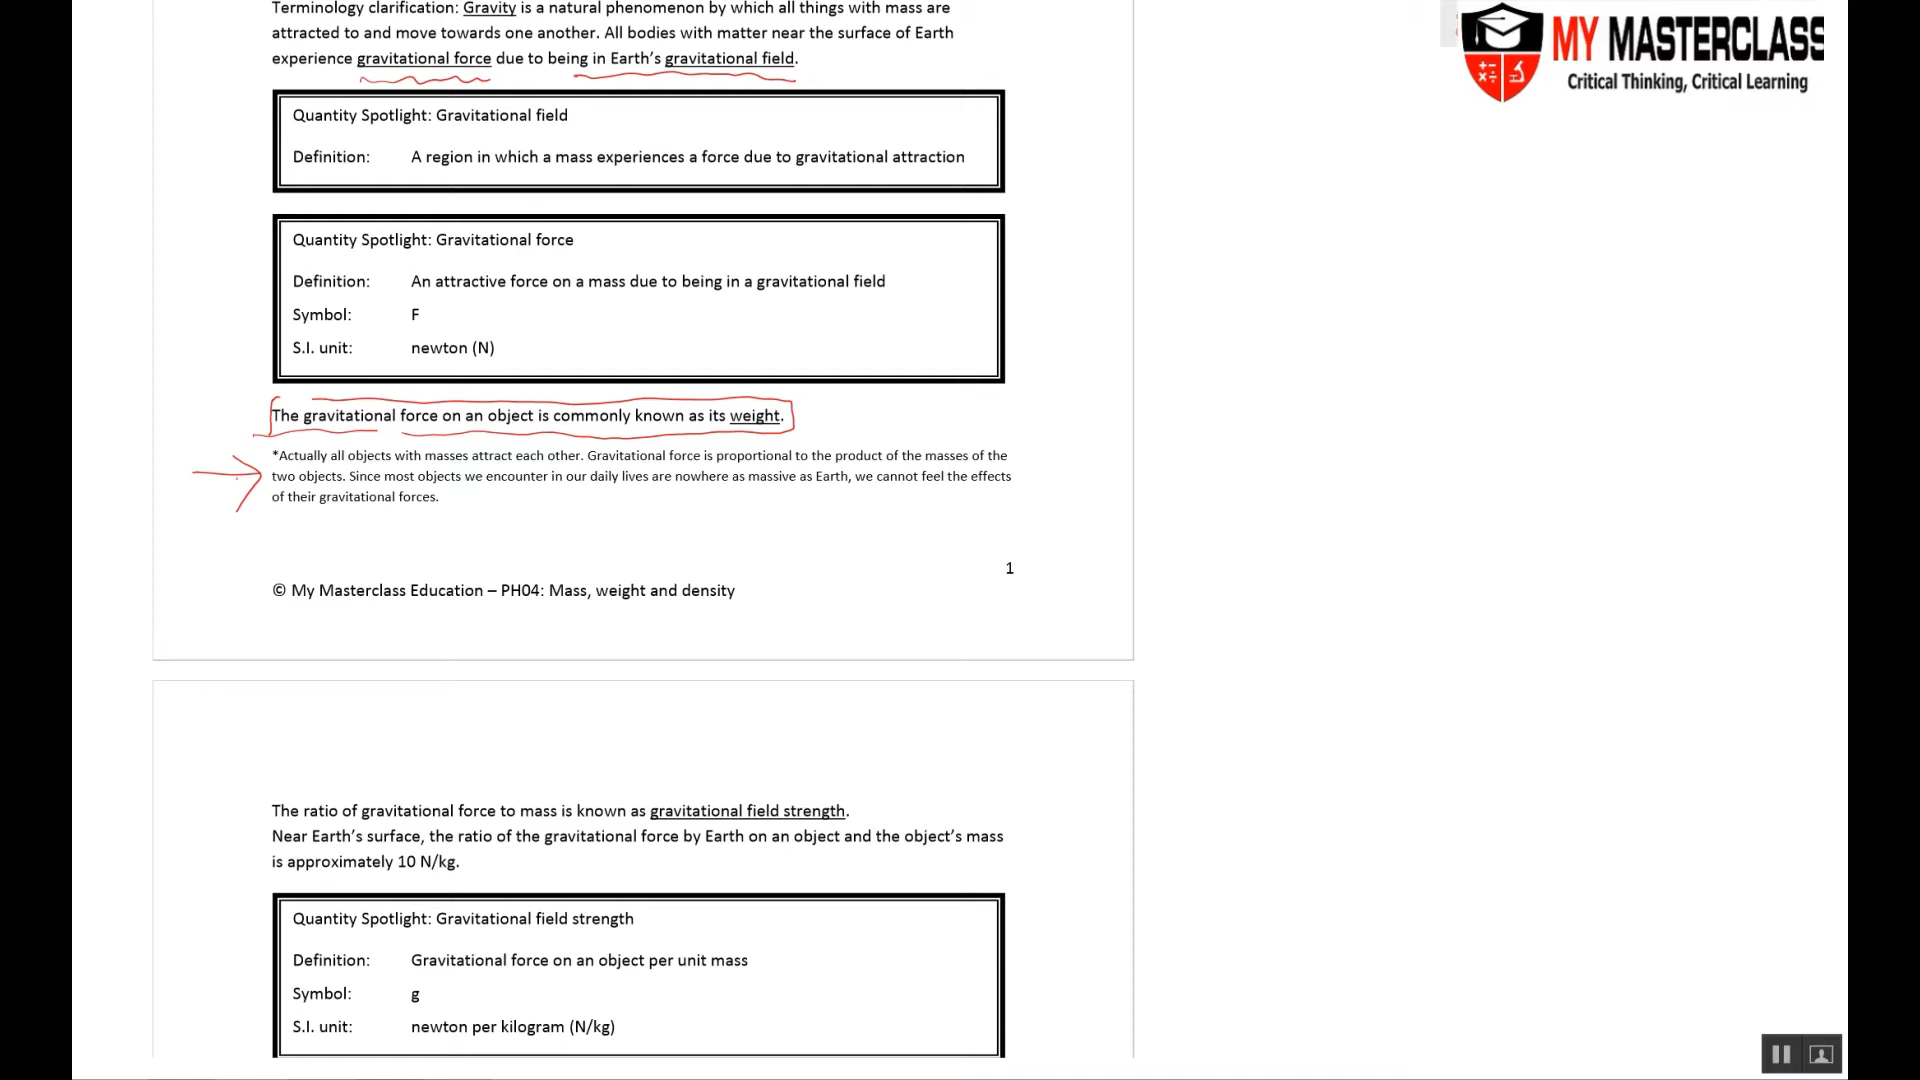 Terminology clarification: Gravity is a natural phenomenon by which all things with mass are
attracted to and move towards one another. All bodies with matter near the surface of Earth
experience gravitational force due to being in Earth’s gravitational field.
MY MASTERCLASS
Critical Thinking, Critical Learning
Quantity Spotlight: Gravitational field
Definition: A region in which a mass experiences a force due to gravitational attraction
Quantity Spotlight: Gravitational force
Definition: An attractive force on a mass due to being in a gravitational field
Symbol: F
S.I. unit: newton (N)
The gravitational force on an object is commonly known as its weight.
*Actually all objects with masses attract each other. Gravitational force is proportional to the product of the masses of the
two objects. Since most objects we encounter in our daily lives are nowhere as massive as Earth, we cannot feel the effects
of their gravitational forces.
1
© My Masterclass Education – PH04: Mass, weight and density
The ratio of gravitational force to mass is known as gravitational field strength.
Near Earth’s surface, the ratio of the gravitational force by Earth on an object and the object’s mass
is approximately 10 N/kg.
Quantity Spotlight: Gravitational field strength
Definition: Gravitational force on an object per unit mass
Symbol: g
S.I. unit: newton per kilogram (N/kg)